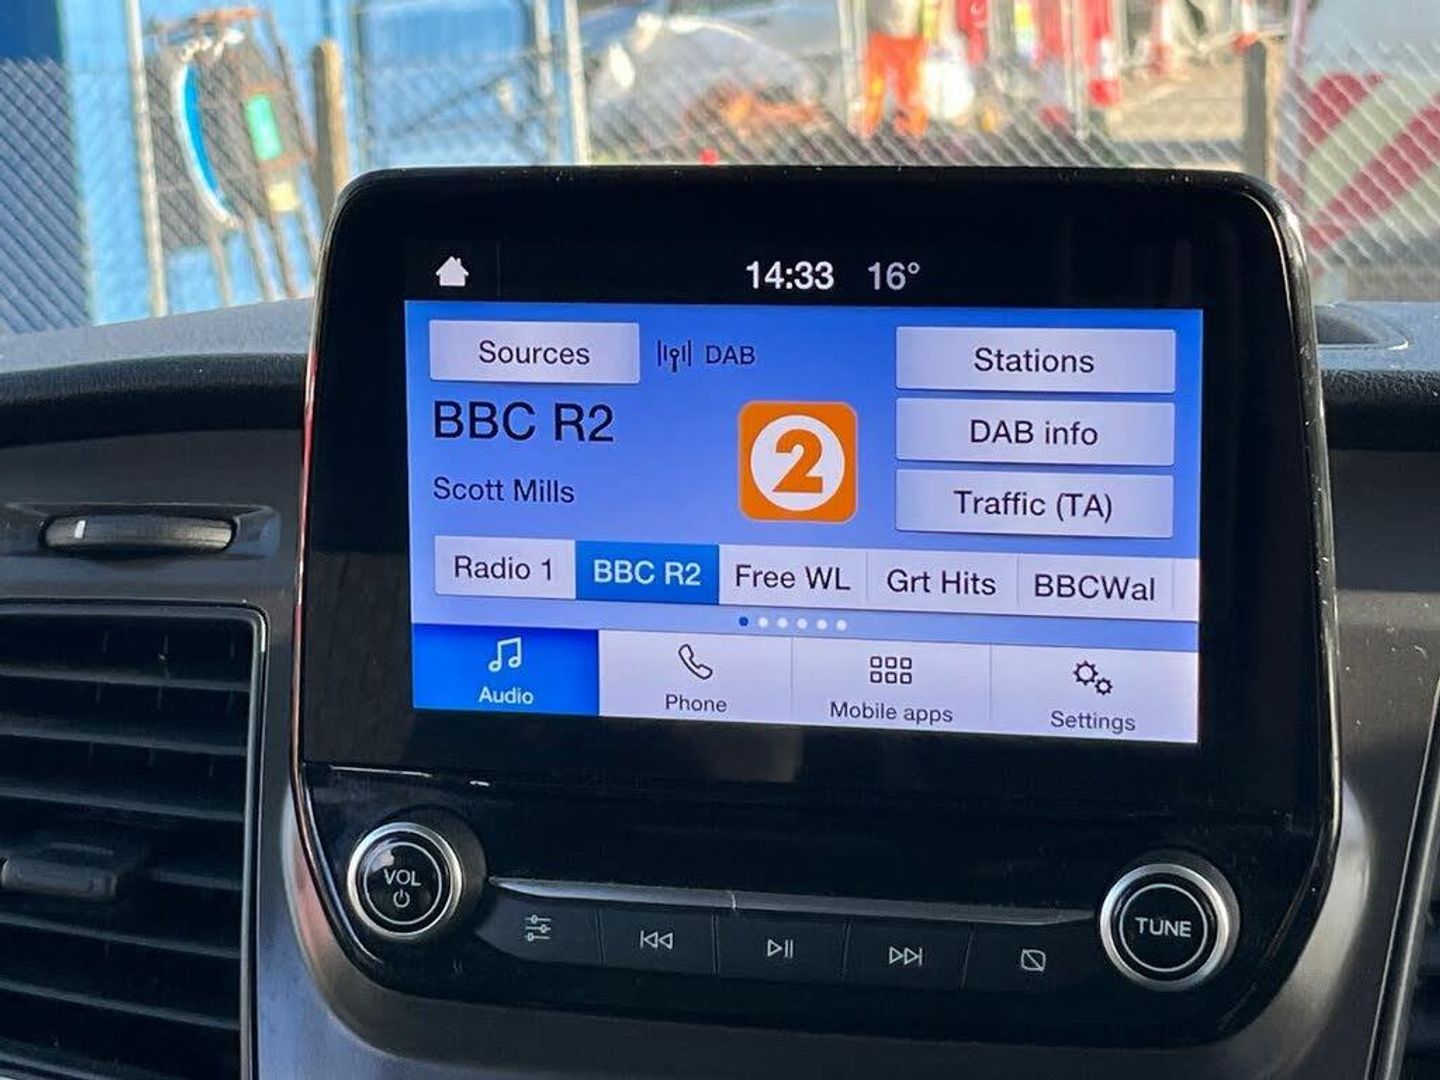 14:33 16°
Sources DAB Stations
BBC R2 2 DAB info
Scott Mills Traffic (TA)
Radio 1 BBC R2 Free WL Grt Hits BBCWal
Audio Phone Mobile apps Settings
VOL TUNE